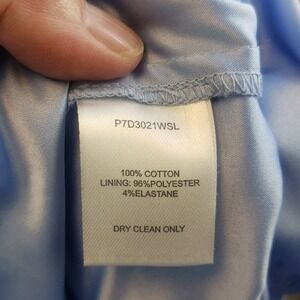 P7D3021WSL
100% COTTON
LINING: 96%POLYESTER
4%ELASTANE
DRY CLEAN ONLY